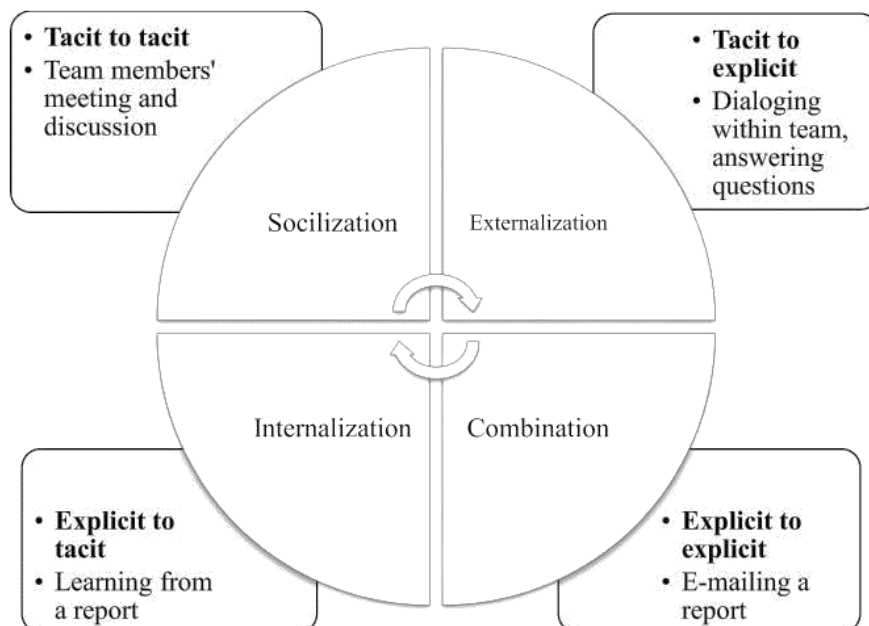 • Tacit to tacit
• Team members'
meeting and
discussion
• Tacit to
explicit
• Dialoging
within team,
answering
questions
Socilization
Externalization
Internalization
Combination
• Explicit to
tacit
• Learning from
a report
• Explicit to
explicit
• E-mailing a
report